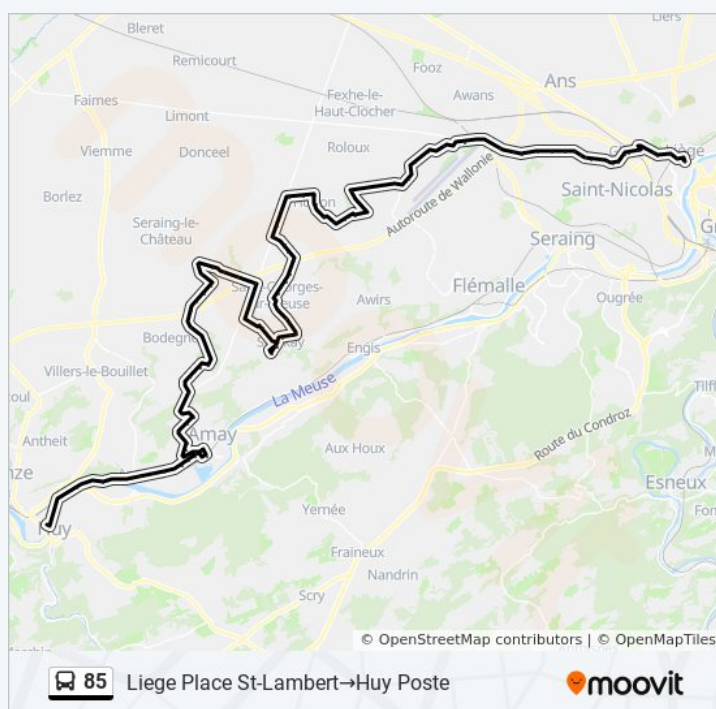 Bleret
Liers
Remicourt
Fooz
Ans
Fexhe-le-
Haut-Clocher
Awans
Faimes
Limont
Roloux
Viemme
Donceel
Saint-Nicolas
Borlez
Autoroute de Wallonie
Seraing-le-
Château
Seraing
Flémalle
Awirs
Ougrée
Bodegne
Engis
Villers-le-Bouillet
La Meuse
Tilff
Amay
Route du Condroz
Antheit
Aux Houx
Esneux
Huy
Yernée
Fraineux
Nandrin
Scry
© OpenStreetMap contributors | © OpenMapTiles
85 Liege Place St-Lambert→Huy Poste
moovit